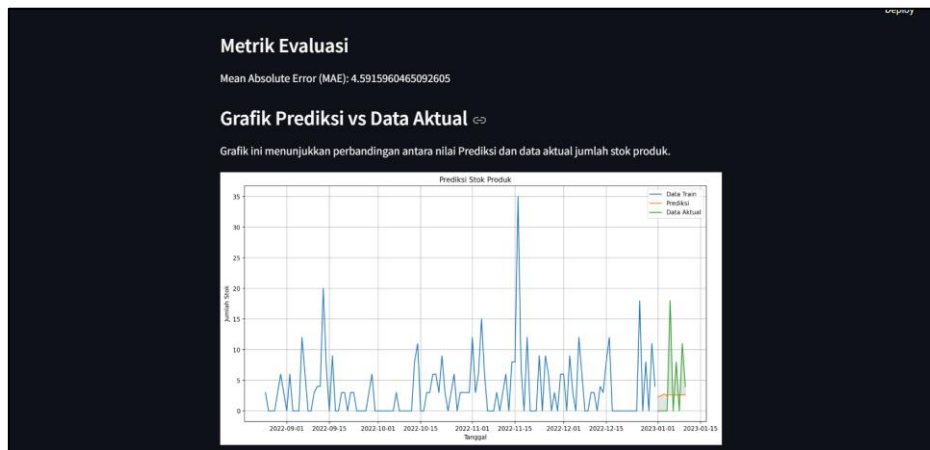 Deploy
Metrik Evaluasi
Mean Absolute Error (MAE): 4.5915960465092605
Grafik Prediksi vs Data Aktual
Grafik ini menunjukkan perbandingan antara nilai Prediksi dan data aktual jumlah stok produk.
Prediksi Stok Produk
Data Train
Prediksi
Data Aktual
Jumlah Stok
35
30
25
20
15
10
5
0
2022-09-01 2022-09-15 2022-10-01 2022-10-15 2022-11-01 2022-11-15 2022-12-01 2022-12-15 2023-01-01 2023-01-15
Tanggal